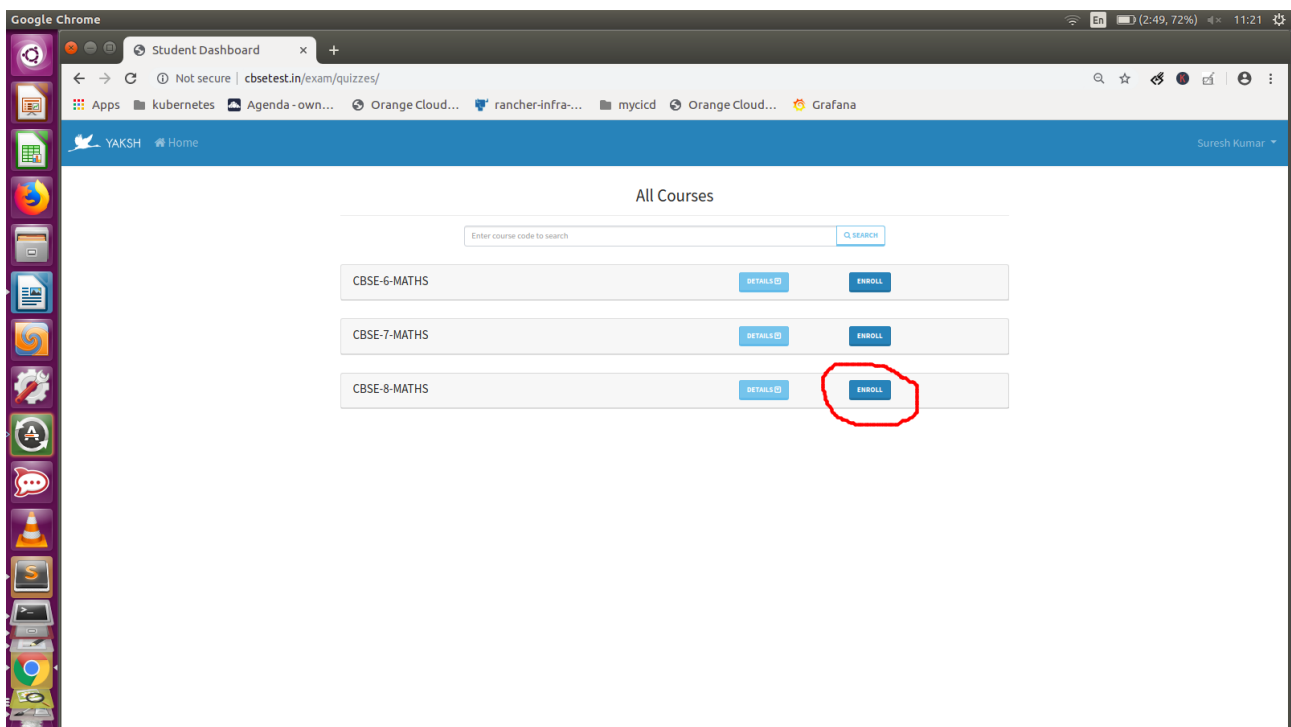 Google Chrome
En (2:49, 72%) 11:21
Student Dashboard × +
Not secure | cbsetest.in/exam/quizzes/
Apps kubernetes Agenda - own... Orange Cloud... rancher-infra-... mycicd Orange Cloud... Grafana
YAKSH Home Suresh Kumar
All Courses
Enter course code to search SEARCH
CBSE-6-MATHS DETAILS ENROLL
CBSE-7-MATHS DETAILS ENROLL
CBSE-8-MATHS DETAILS ENROLL